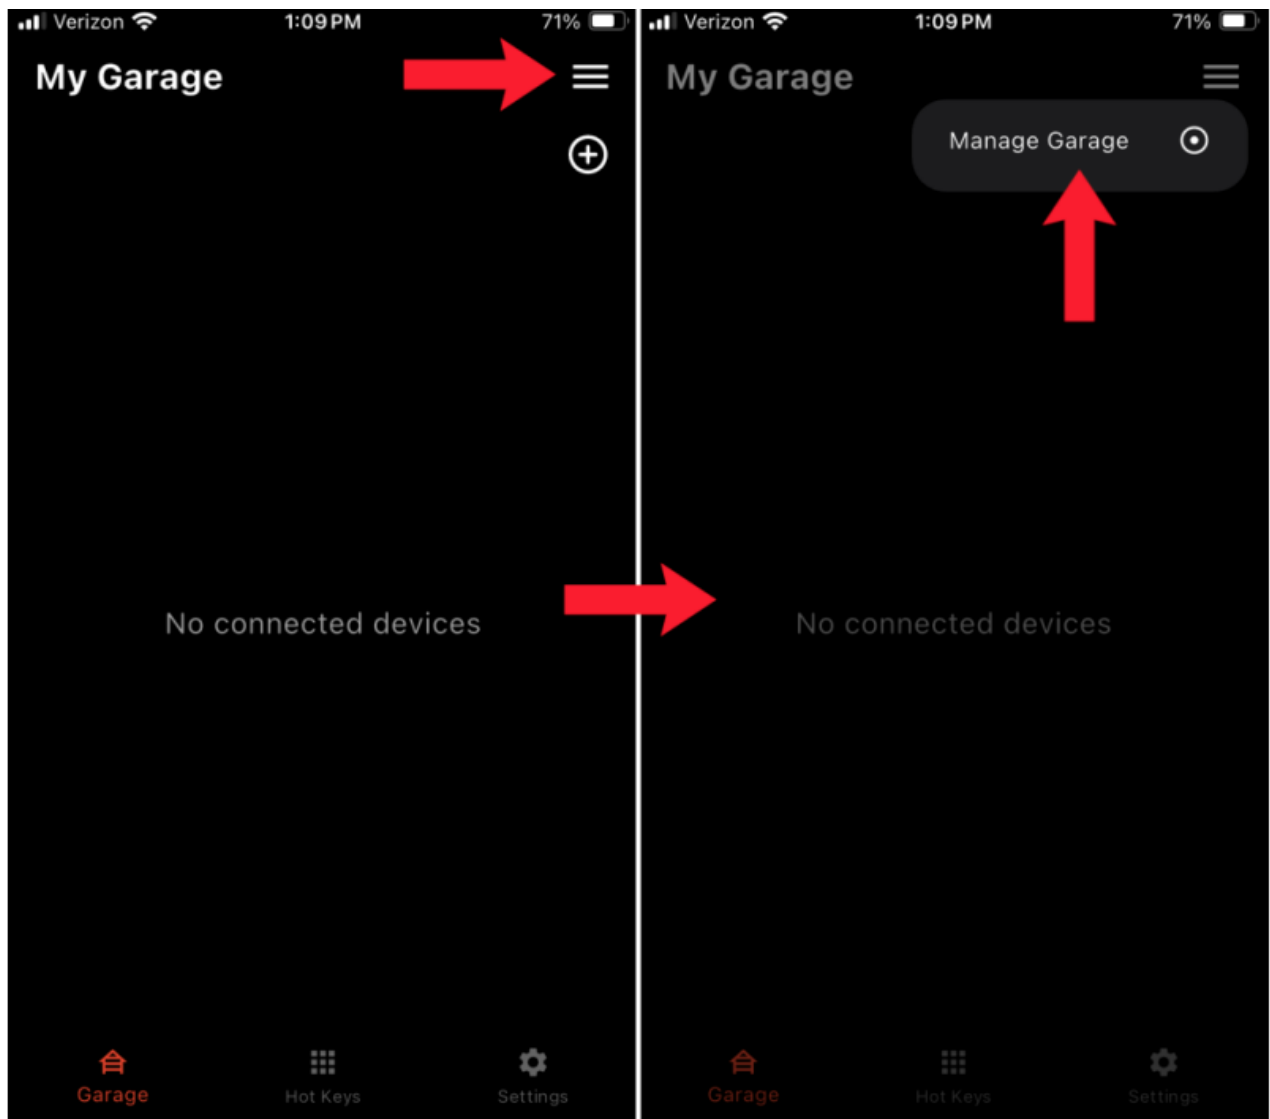 Verizon 1:09 PM 71%
My Garage
No connected devices
Garage Hot Keys Settings
Verizon 1:09 PM 71%
My Garage
Manage Garage
No connected devices
Garage Hot Keys Settings